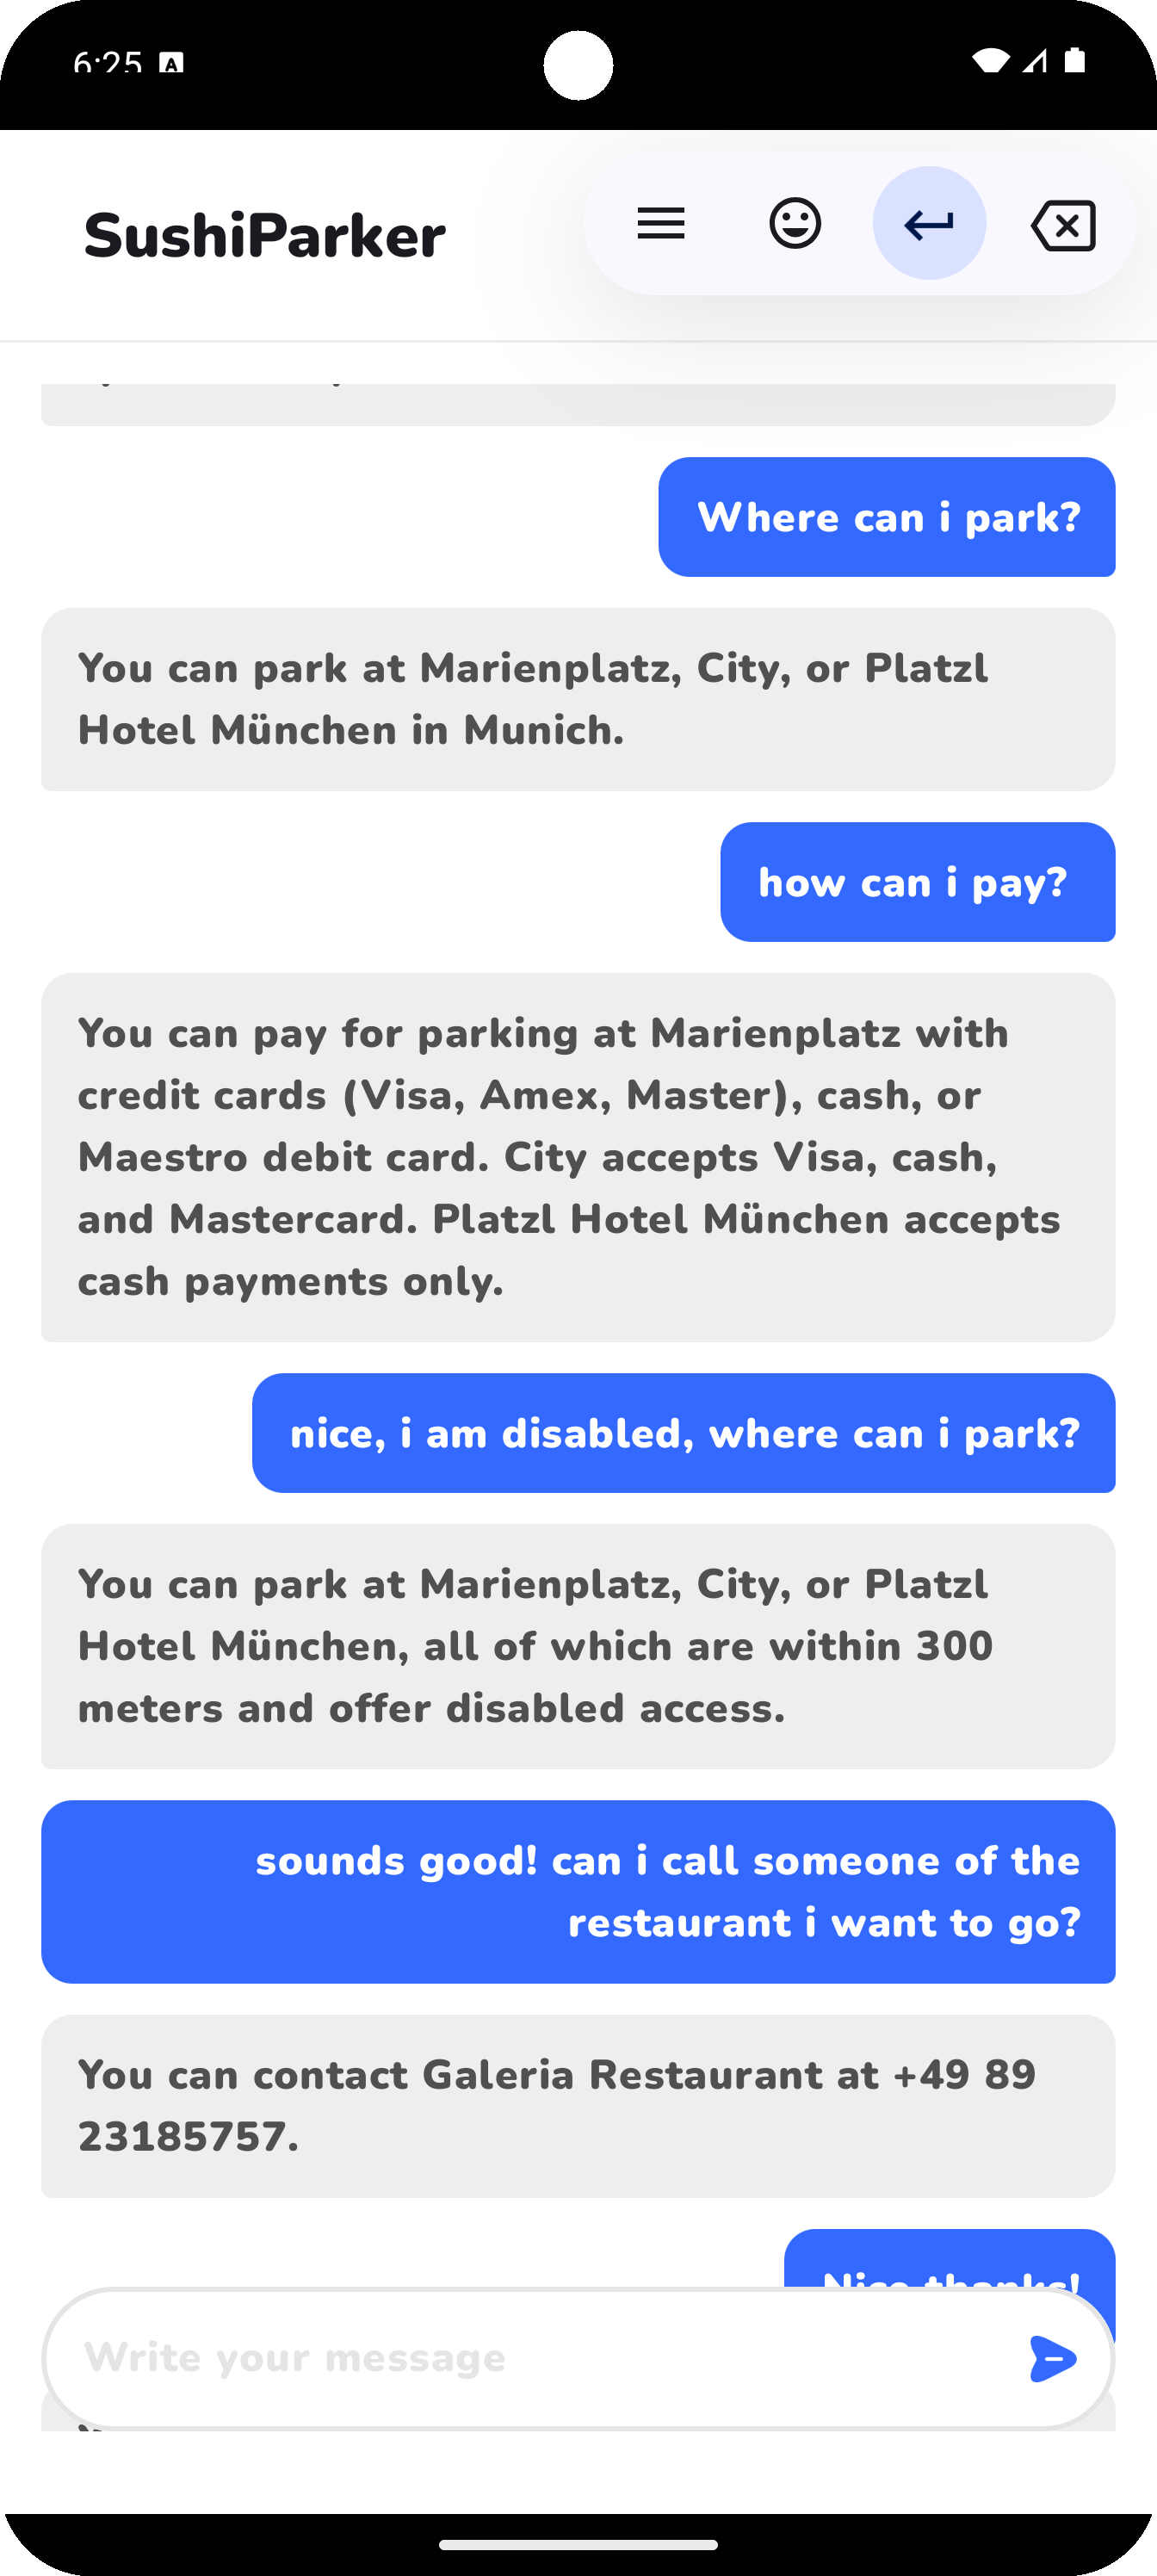 6:25
SushiParker
Where can i park?
You can park at Marienplatz, City, or Platzl
Hotel München in Munich.
how can i pay?
You can pay for parking at Marienplatz with
credit cards (Visa, Amex, Master), cash, or
Maestro debit card. City accepts Visa, cash,
and Mastercard. Platzl Hotel München accepts
cash payments only.
nice, i am disabled, where can i park?
You can park at Marienplatz, City, or Platzl
Hotel München, all of which are within 300
meters and offer disabled access.
sounds good! can i call someone of the
restaurant i want to go?
You can contact Galeria Restaurant at +49 89
23185757.
Nice thanks!
Write your message